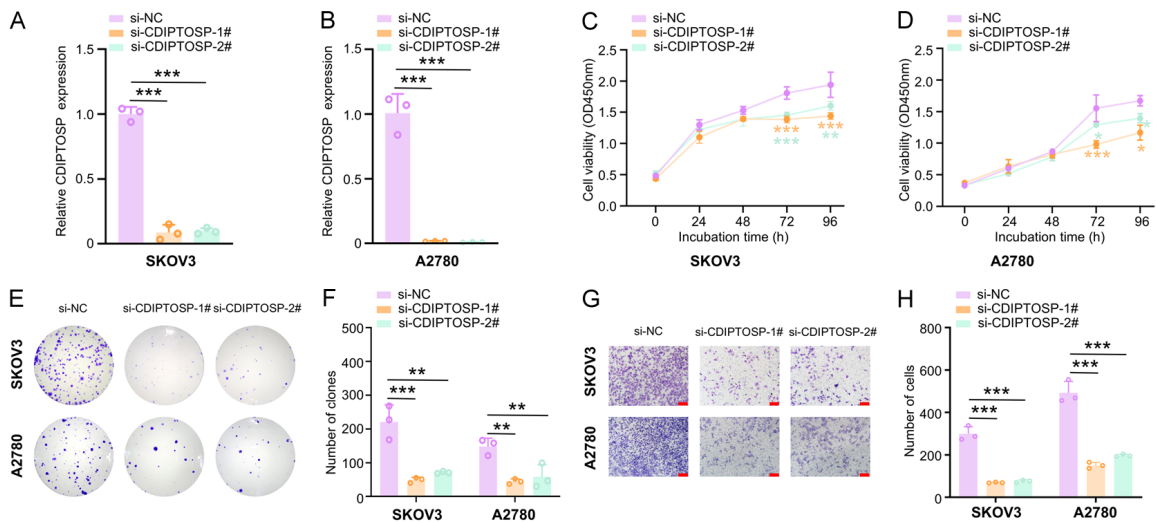 A
si-NC
si-CDIPTOSP-1#
si-CDIPTOSP-2#
Relative CDIPTOSP expression
1.5
1.0
0.5
0
***
***
SKOV3
B
si-NC
si-CDIPTOSP-1#
si-CDIPTOSP-2#
Relative CDIPTOSP expression
1.5
1.0
0.5
0
***
***
A2780
C
si-NC
si-CDIPTOSP-1#
si-CDIPTOSP-2#
Cell viability (OD450nm)
2.5
2.0
1.5
1.0
0.5
0.0
***
***
***
**
0 24 48 72 96
Incubation time (h)
SKOV3
D
si-NC
si-CDIPTOSP-1#
si-CDIPTOSP-2#
Cell viability (OD450nm)
2.5
2.0
1.5
1.0
0.5
0.0
*
***
*
*
0 24 48 72 96
Incubation time (h)
A2780
E
si-NC si-CDIPTOSP-1# si-CDIPTOSP-2#
SKOV3
A2780
F
si-NC
si-CDIPTOSP-1#
si-CDIPTOSP-2#
Number of clones
500
400
300
200
100
0
**
***
**
**
SKOV3 A2780
G
si-NC si-CDIPTOSP-1# si-CDIPTOSP-2#
SKOV3
A2780
H
si-NC
si-CDIPTOSP-1#
si-CDIPTOSP-2#
Number of cells
800
600
400
200
0
***
***
***
***
SKOV3 A2780